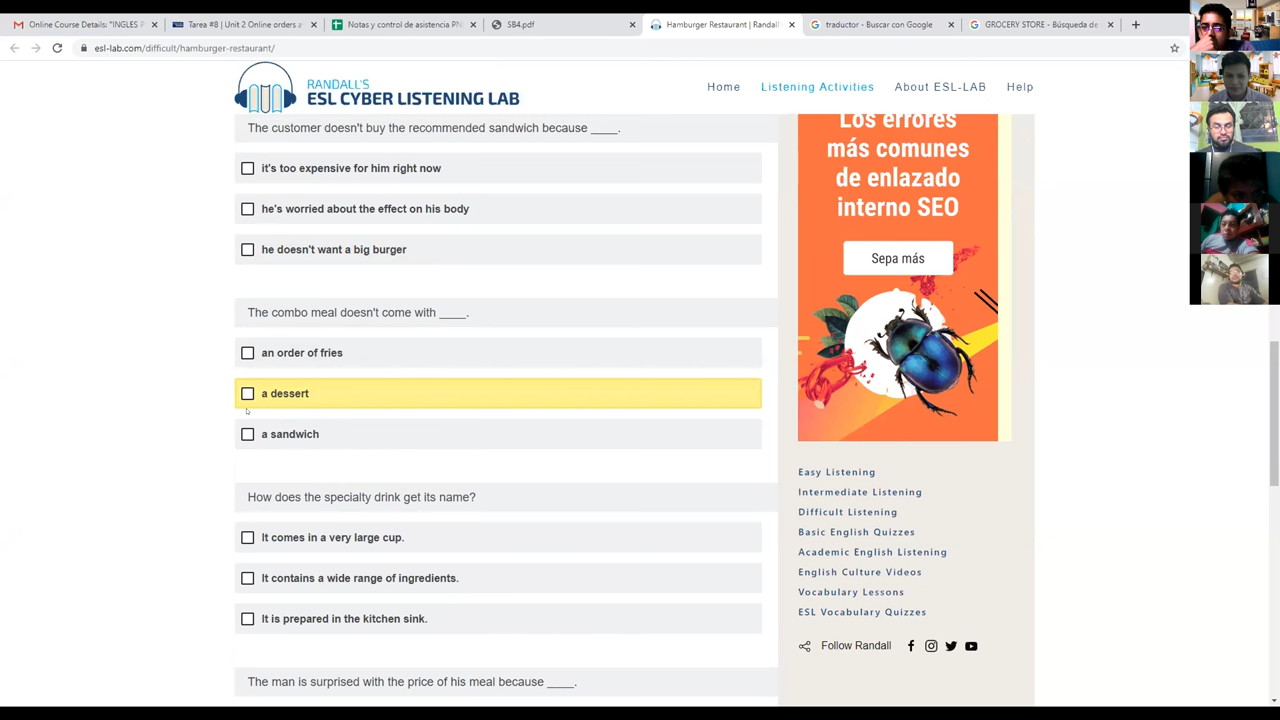 Online Course Details: "INGLES P
Tarea #8 | Unit 2 Online orders a
Notas y control de asistencia PN
SB4.pdf
Hamburger Restaurant | Randall
traductor - Buscar con Google
GROCERY STORE - Búsqueda de
esl-lab.com/difficult/hamburger-restaurant/
RANDALL'S
ESL CYBER LISTENING LAB
Home
Listening Activities
About ESL-LAB
Help
The customer doesn't buy the recommended sandwich because ____.
it's too expensive for him right now
he's worried about the effect on his body
he doesn't want a big burger
The combo meal doesn't come with ____.
an order of fries
a dessert
a sandwich
How does the specialty drink get its name?
It comes in a very large cup.
It contains a wide range of ingredients.
It is prepared in the kitchen sink.
The man is surprised with the price of his meal because ____.
Los errores
más comunes
de enlazado
interno SEO
Sepa más
Easy Listening
Intermediate Listening
Difficult Listening
Basic English Quizzes
Academic English Listening
English Culture Videos
Vocabulary Lessons
ESL Vocabulary Quizzes
Follow Randall